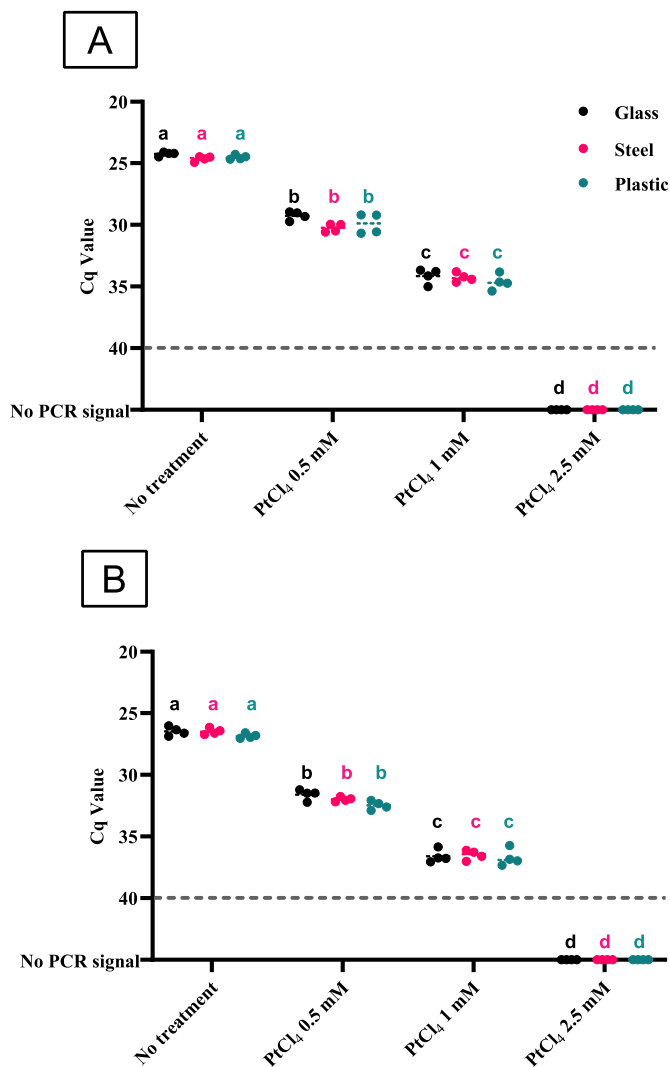 A
20
a a a
Glass
25
Steel
Plastic
b b b
30
Cq Value
c c c
35
40
d d d
No PCR signal
No treatment
PtCl₄ 0.5 mM
PtCl₄ 1 mM
PtCl₄ 2.5 mM
B
20
a a a
25
b b b
30
Cq Value
c c c
35
40
d d d
No PCR signal
No treatment
PtCl₄ 0.5 mM
PtCl₄ 1 mM
PtCl₄ 2.5 mM